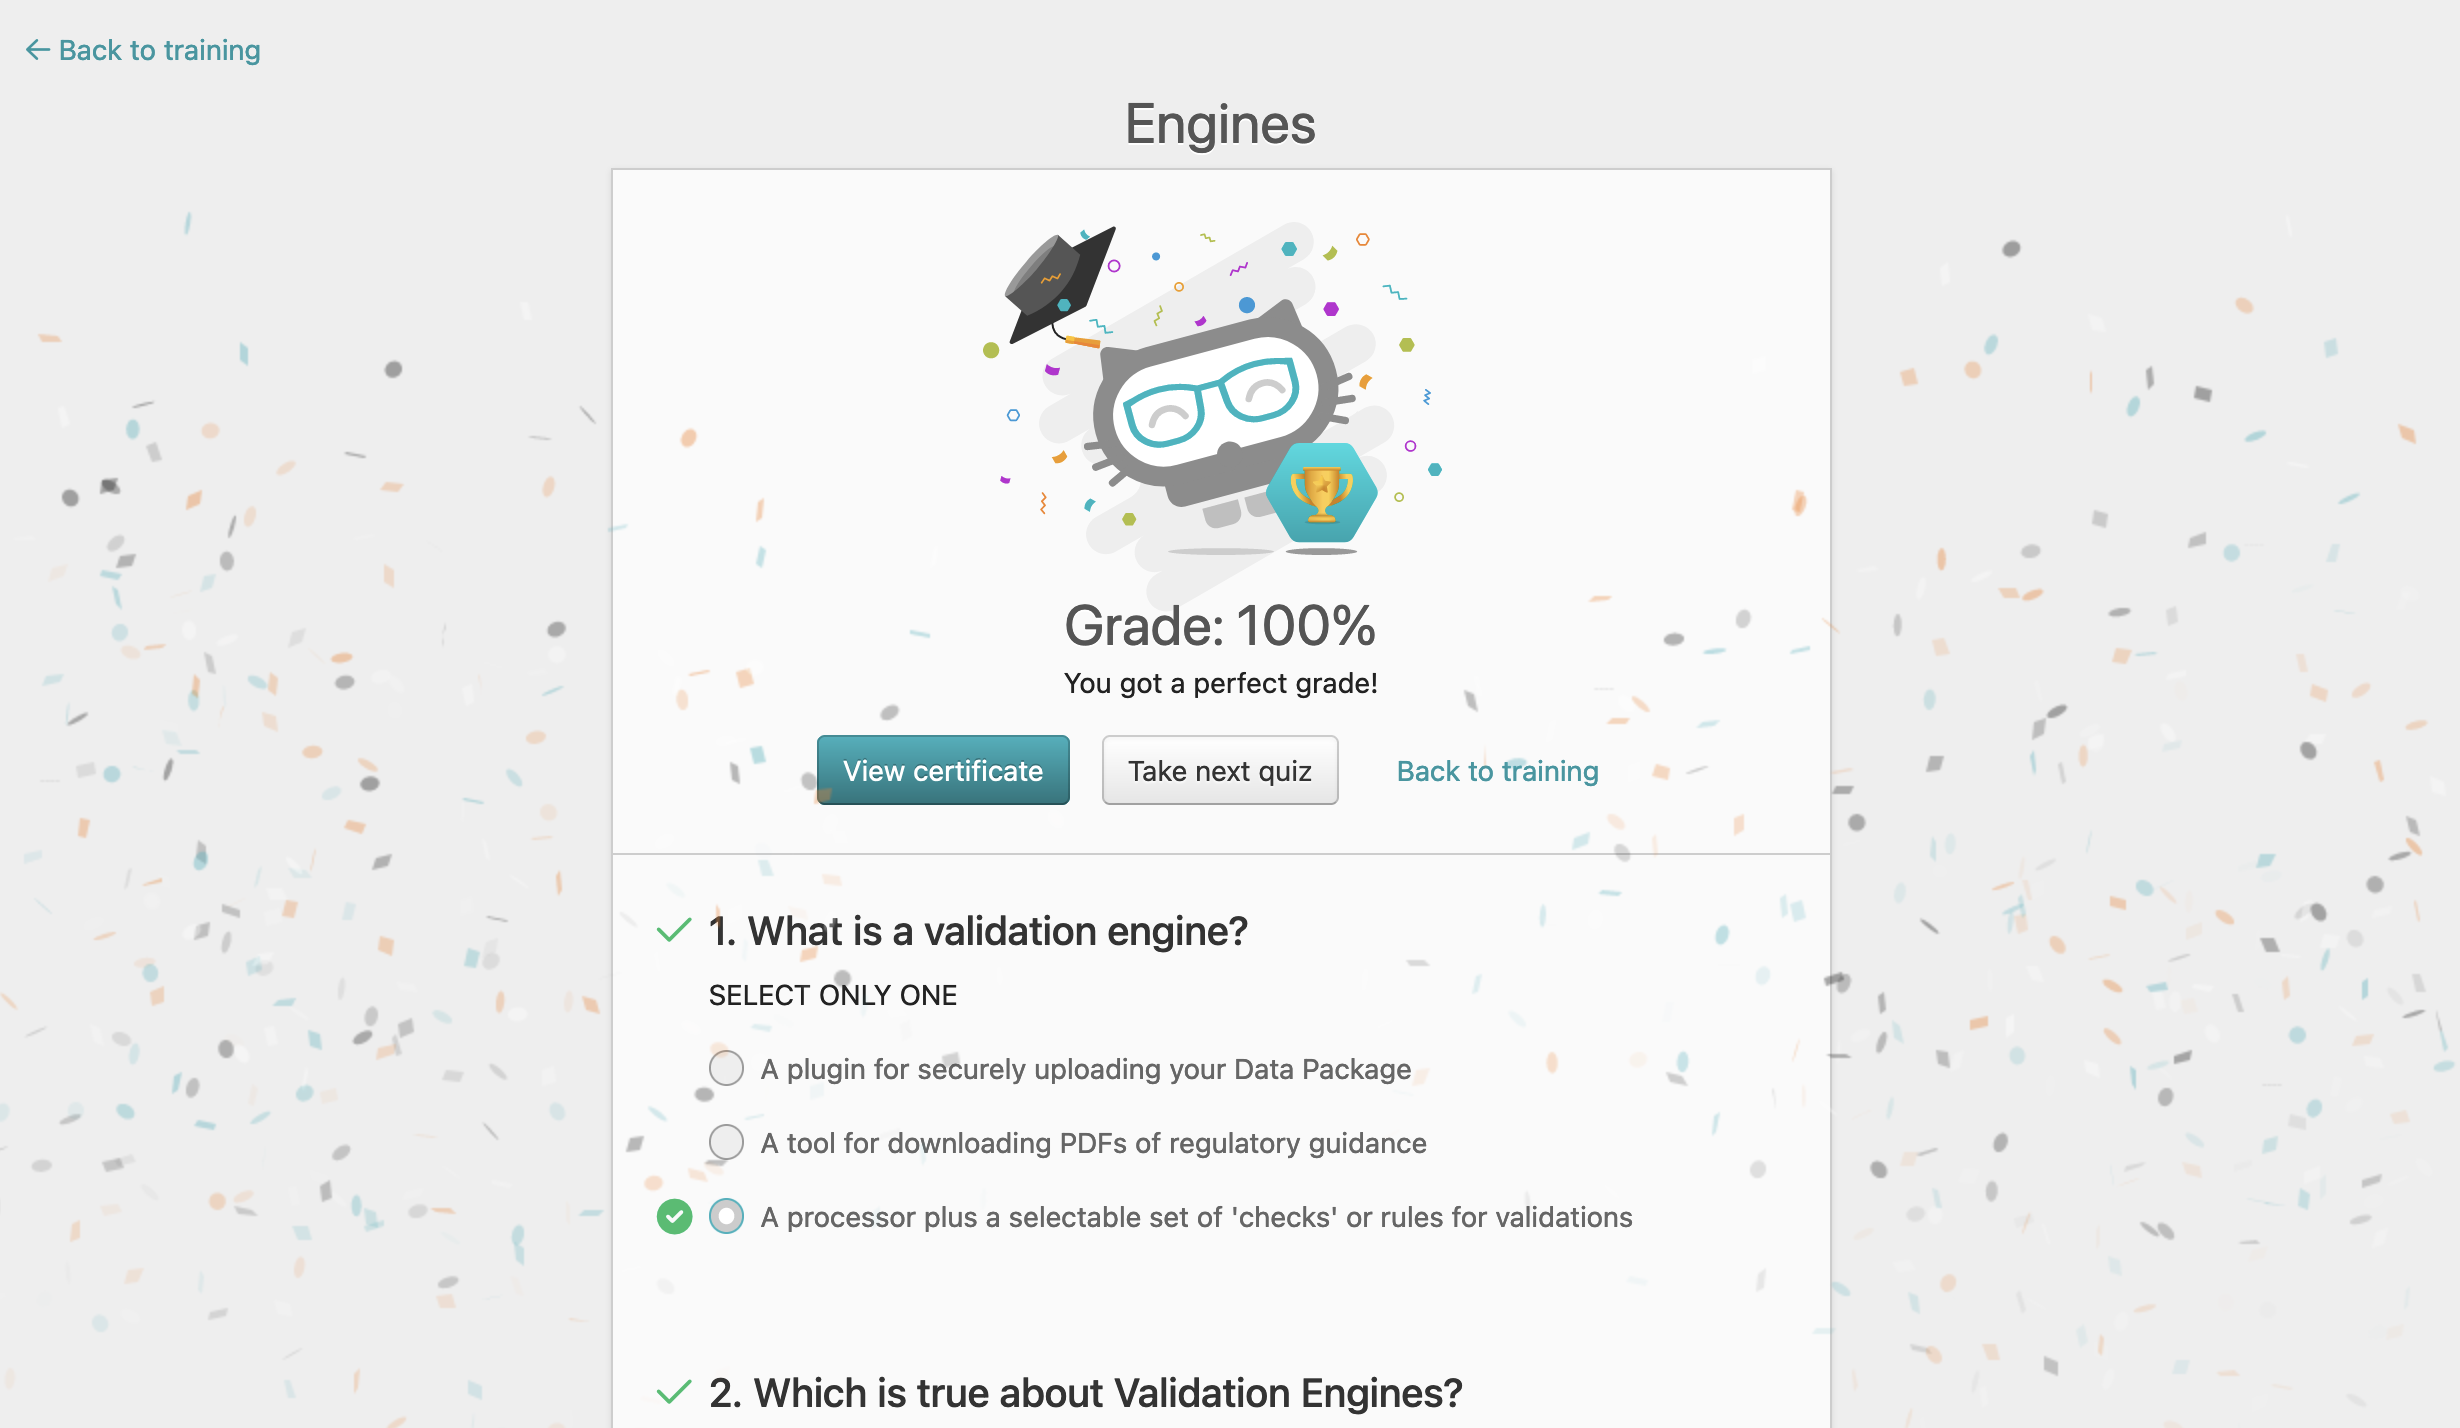 ← Back to training
Engines
Grade: 100%
You got a perfect grade!
View certificate
Take next quiz
Back to training
1. What is a validation engine?
SELECT ONLY ONE
A plugin for securely uploading your Data Package
A tool for downloading PDFs of regulatory guidance
A processor plus a selectable set of 'checks' or rules for validations
2. Which is true about Validation Engines?